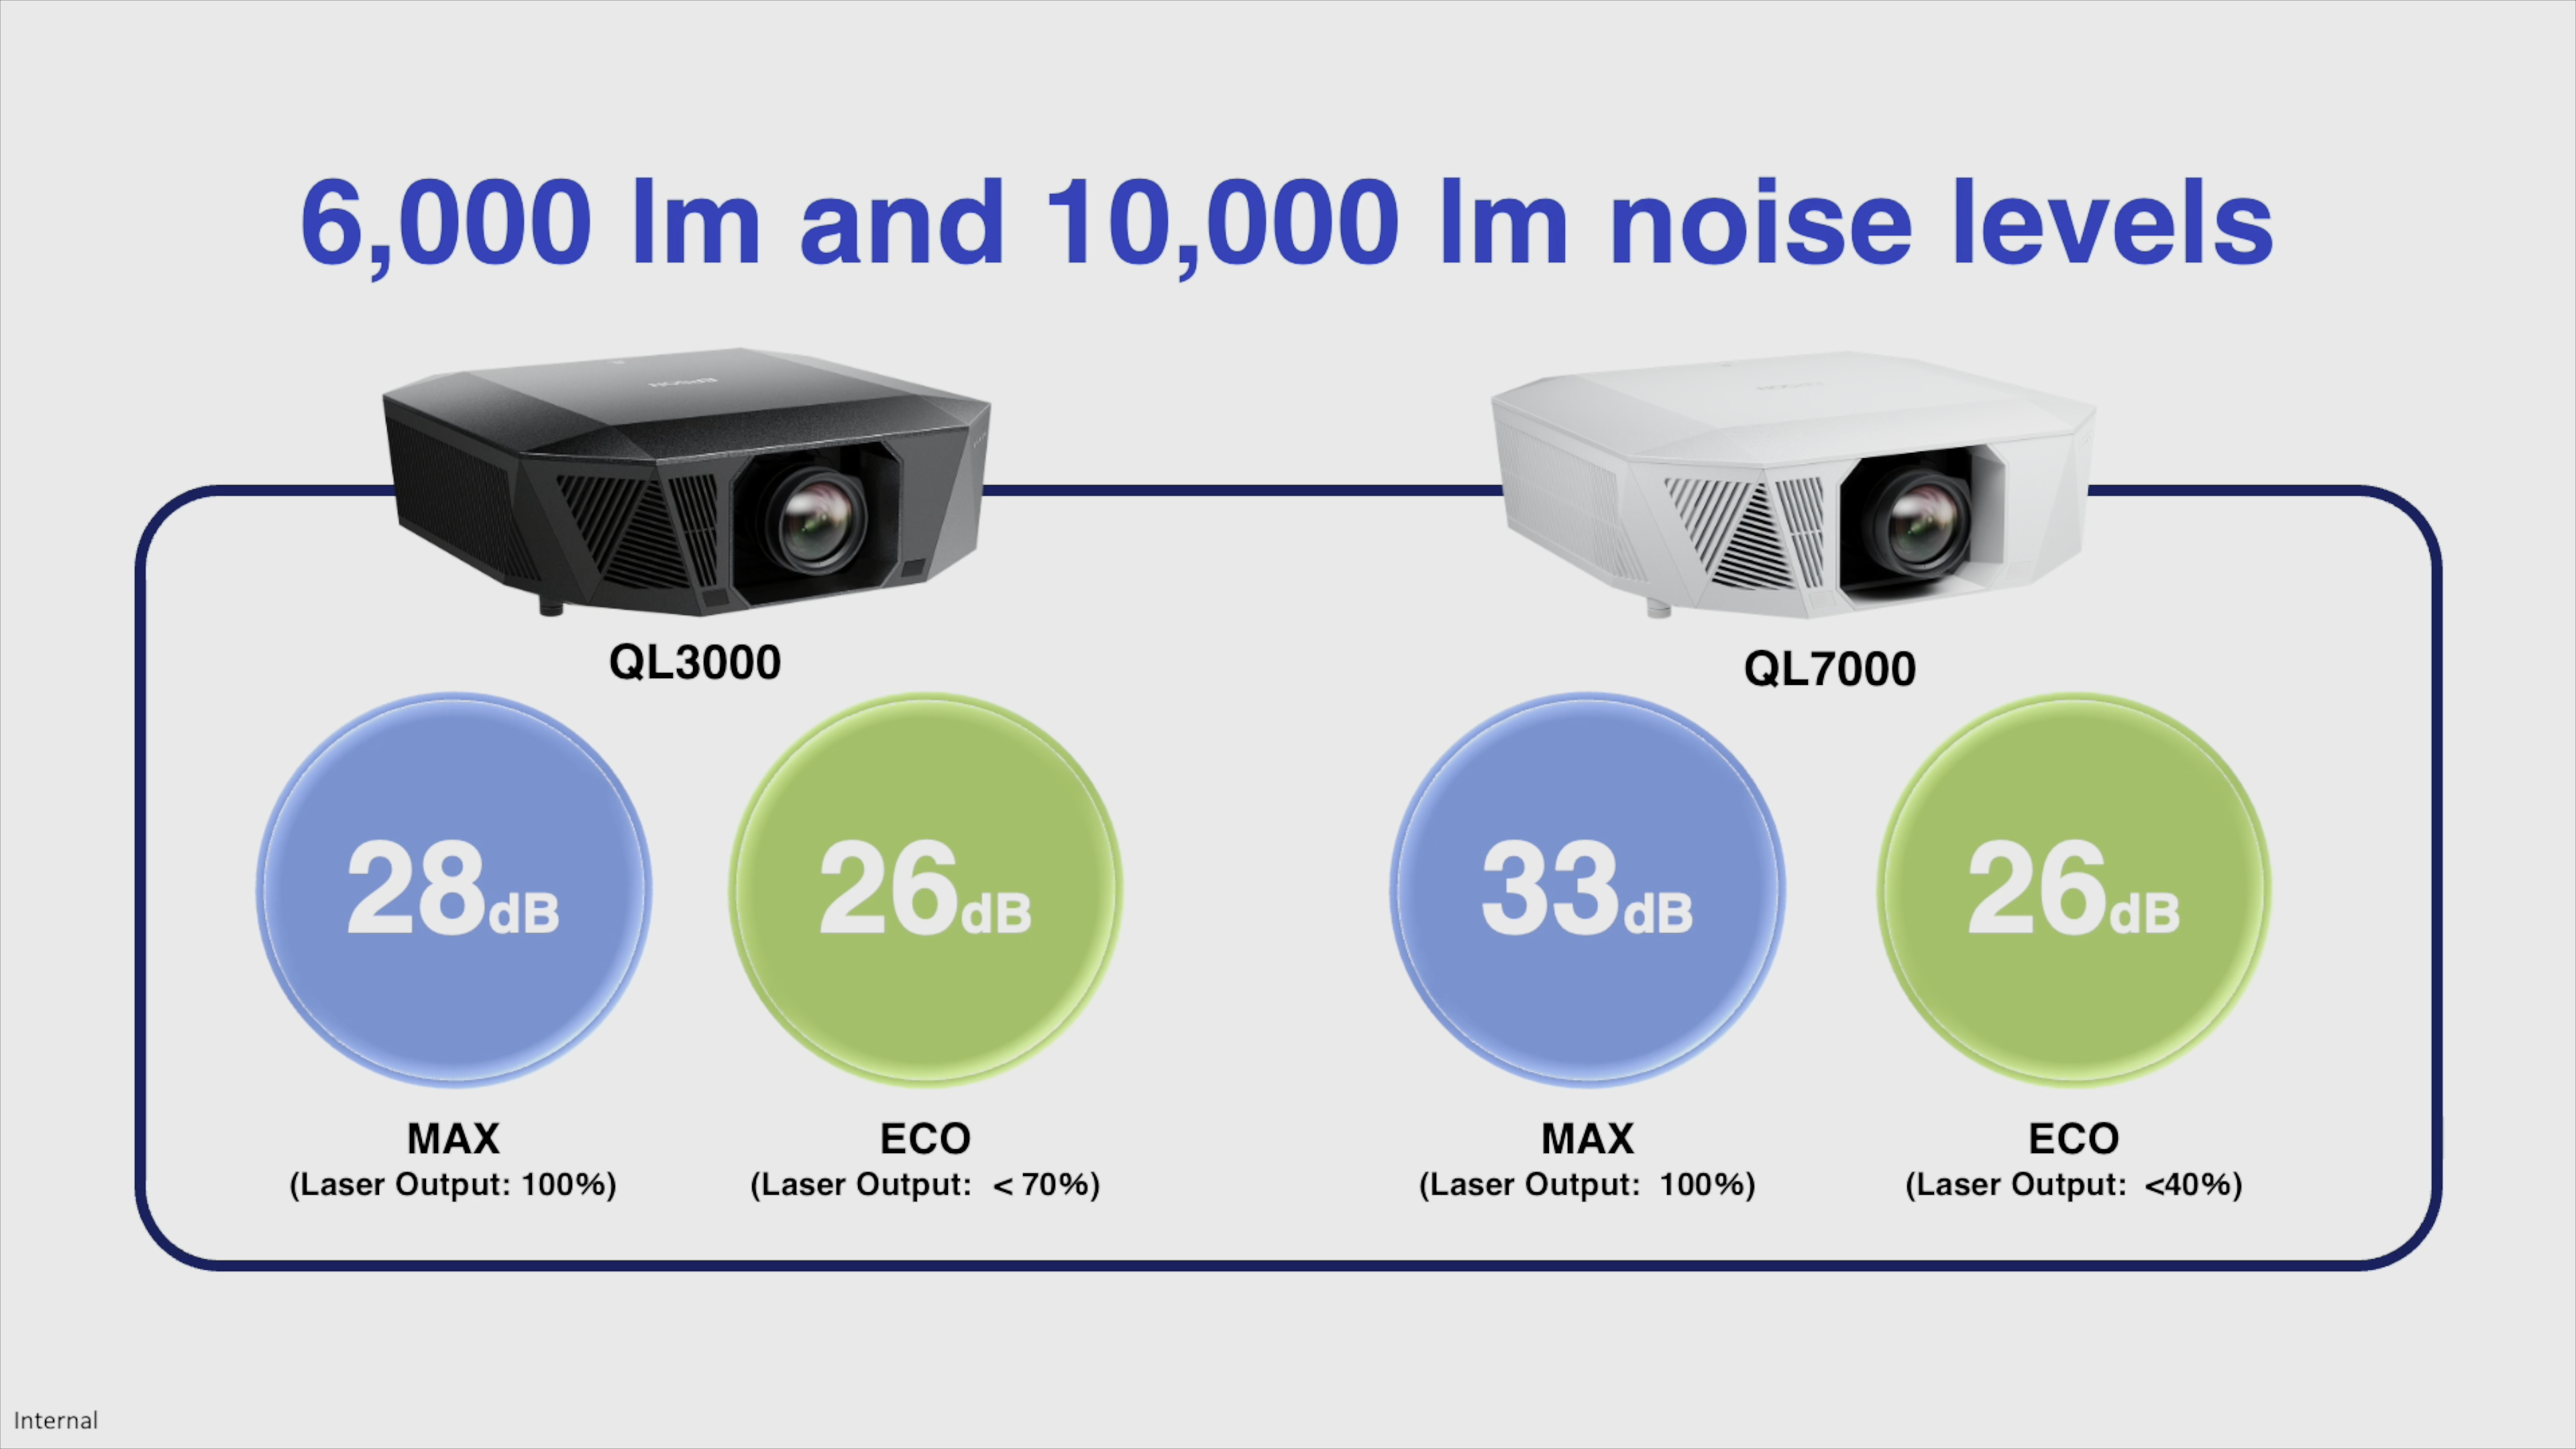 6,000 lm and 10,000 lm noise levels
EPSON
QL3000
QL7000
28dB
26dB
33dB
26dB
MAX
(Laser Output: 100%)
ECO
(Laser Output: < 70%)
MAX
(Laser Output: 100%)
ECO
(Laser Output: <40%)
Internal